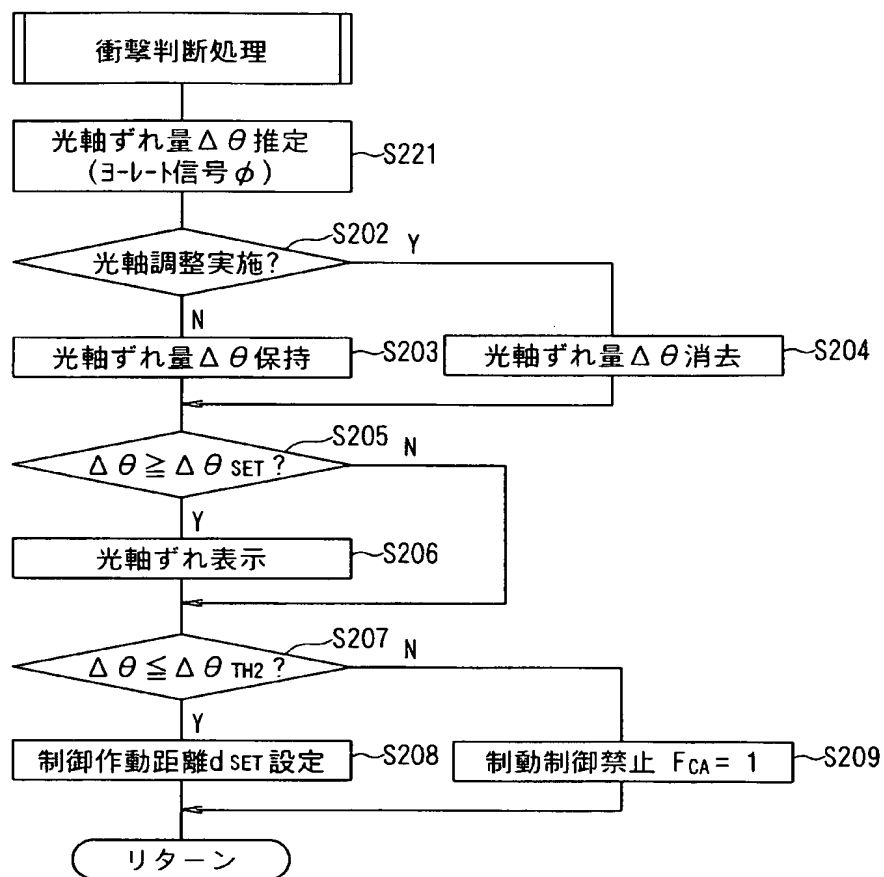 衝撃判断処理
光軸ずれ量Δθ推定
(ﾖｰﾚｰﾄ信号φ)
S221
光軸調整実施?
S202
Y
N
光軸ずれ量Δθ保持
S203
光軸ずれ量Δθ消去
S204
Δθ≧ΔθSET?
S205
N
Y
光軸ずれ表示
S206
Δθ≦ΔθTH2?
S207
N
Y
制御作動距離dSET設定
S208
制動制御禁止 FCA= 1
S209
リターン